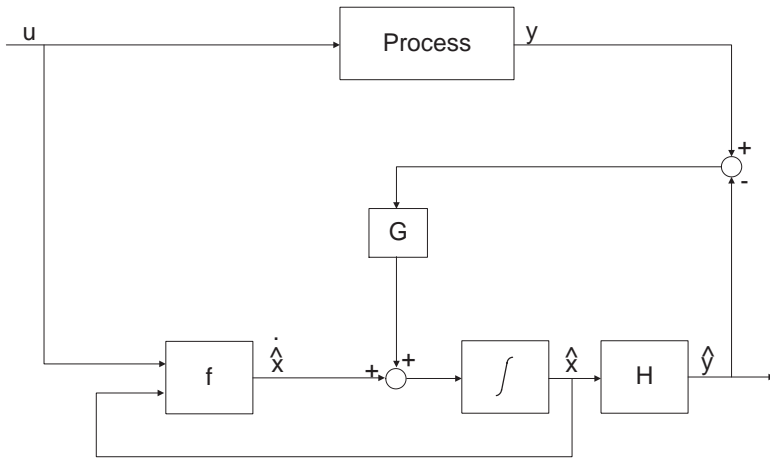 u
Process
y
+
-
G
+
+
f
x̂̇
∫
x̂
H
ŷ